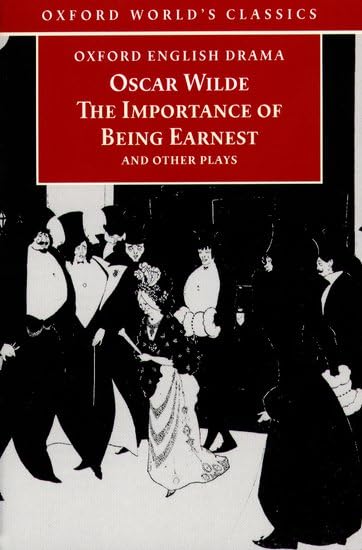 OXFORD WORLD'S CLASSICS
OXFORD ENGLISH DRAMA
OSCAR WILDE
THE IMPORTANCE OF
BEING EARNEST
AND OTHER PLAYS